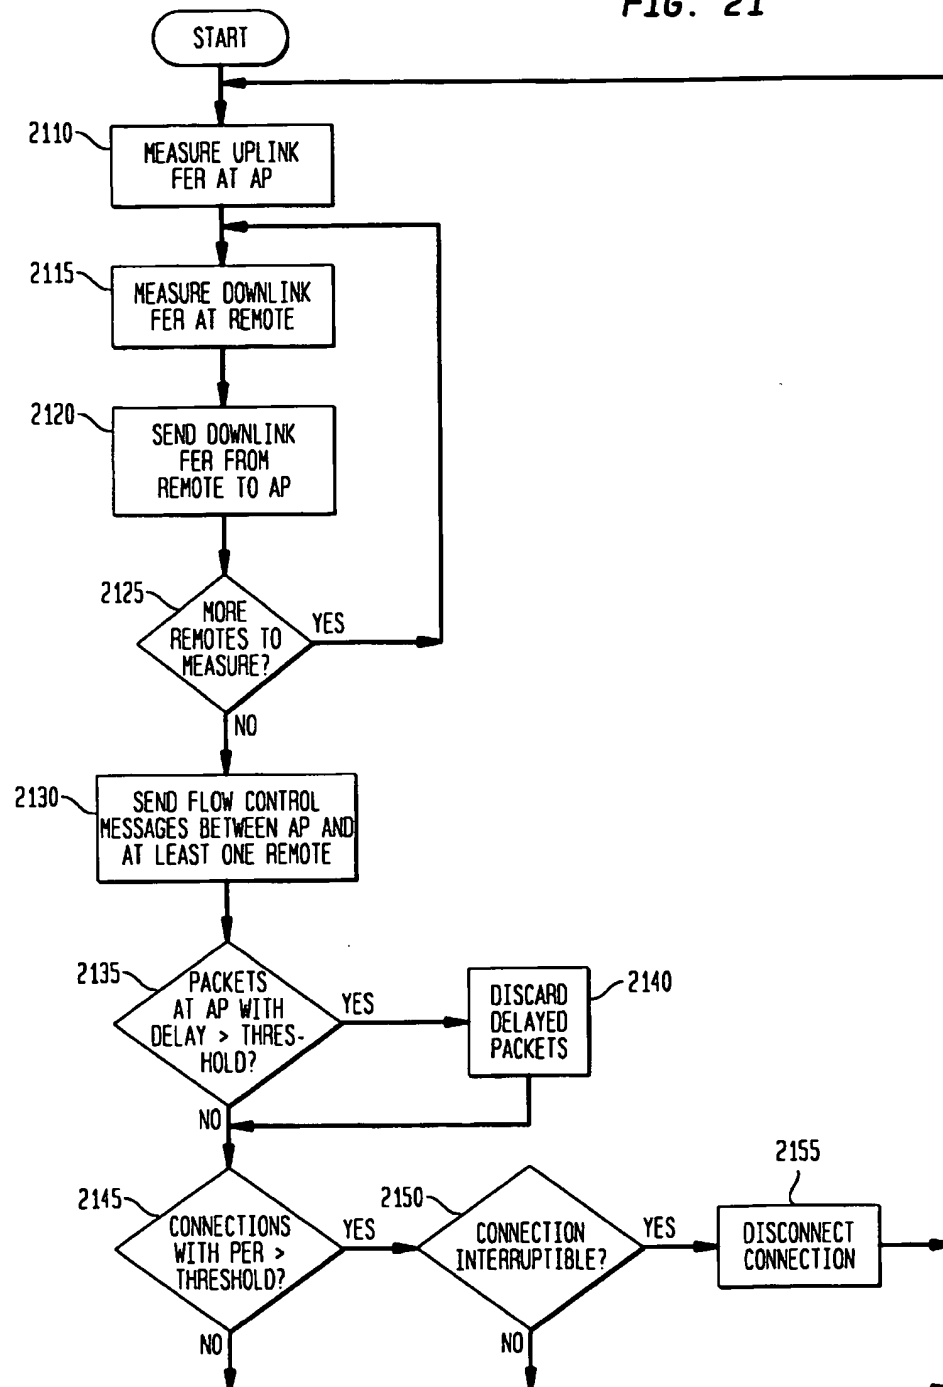 FIG. 21
START
2110
MEASURE UPLINK
FER AT AP
2115
MEASURE DOWNLINK
FER AT REMOTE
2120
SEND DOWNLINK
FER FROM
REMOTE TO AP
2125
MORE
REMOTES TO
MEASURE?
YES
NO
2130
SEND FLOW CONTROL
MESSAGES BETWEEN AP AND
AT LEAST ONE REMOTE
2135
PACKETS
AT AP WITH
DELAY > THRES-
HOLD?
YES
2140
DISCARD
DELAYED
PACKETS
NO
2145
CONNECTIONS
WITH PER >
THRESHOLD?
YES
2150
CONNECTION
INTERRUPTIBLE?
YES
2155
DISCONNECT
CONNECTION
NO
NO